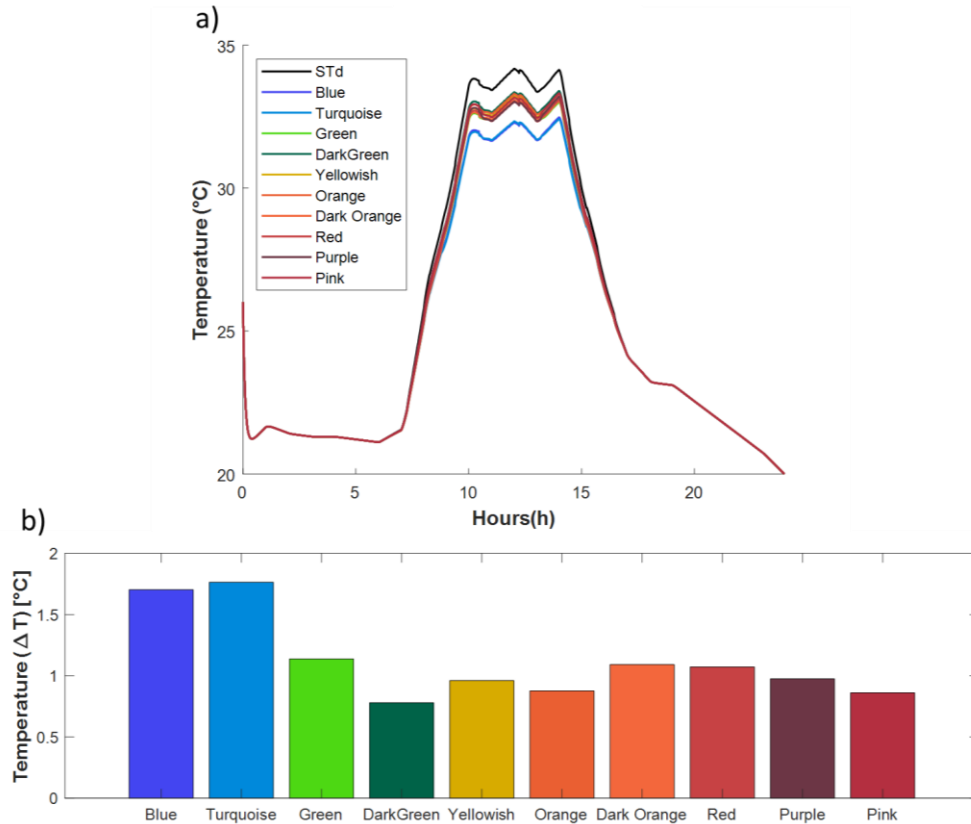 a)
35
30
25
20
Temperature (°C)
STd
Blue
Turquoise
Green
DarkGreen
Yellowish
Orange
Dark Orange
Red
Purple
Pink
0 5 10 15 20
Hours(h)
b)
2
1.5
1
0.5
0
Temperature (Δ T) [°C]
Blue Turquoise Green DarkGreen Yellowish Orange Dark Orange Red Purple Pink